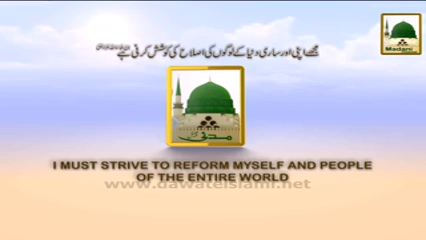 مجھے اپنی اور ساری دنیا کے لوگوں کی اصلاح کی کوشش کرنی ہے
Madani
I MUST STRIVE TO REFORM MYSELF AND PEOPLE
OF THE ENTIRE WORLD
www.dawateislami.net